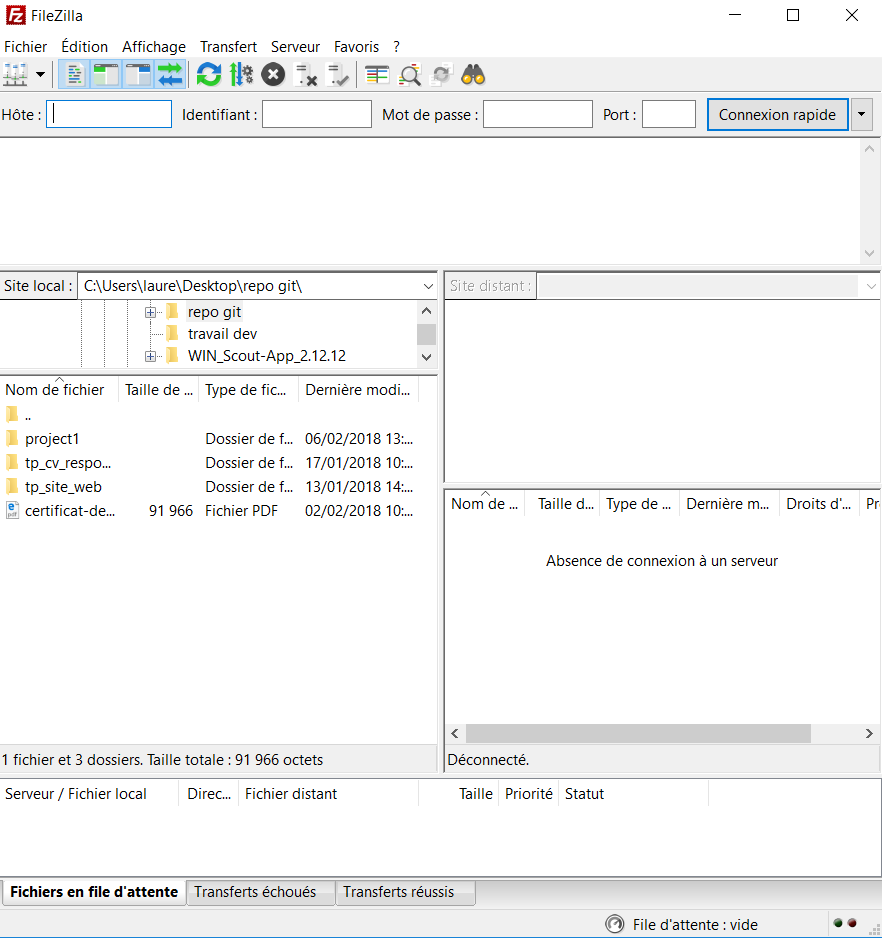 FileZilla
Fichier Édition Affichage Transfert Serveur Favoris ?
Hôte : Identifiant : Mot de passe : Port : Connexion rapide
Site local : C:\Users\laure\Desktop\repo git\
repo git
travail dev
WIN_Scout-App_2.12.12
Nom de fichier Taille de ... Type de fic... Dernière modi...
..
project1 Dossier de f... 06/02/2018 13:...
tp_cv_respo... Dossier de f... 17/01/2018 10:...
tp_site_web Dossier de f... 13/01/2018 14:...
certificat-de... 91 966 Fichier PDF 02/02/2018 10:...
1 fichier et 3 dossiers. Taille totale : 91 966 octets
Site distant :
Nom de ... Taille d... Type de ... Dernière m... Droits d'... Pr
Absence de connexion à un serveur
Déconnecté.
Serveur / Fichier local Direc... Fichier distant Taille Priorité Statut
Fichiers en file d'attente Transferts échoués Transferts réussis
File d'attente : vide